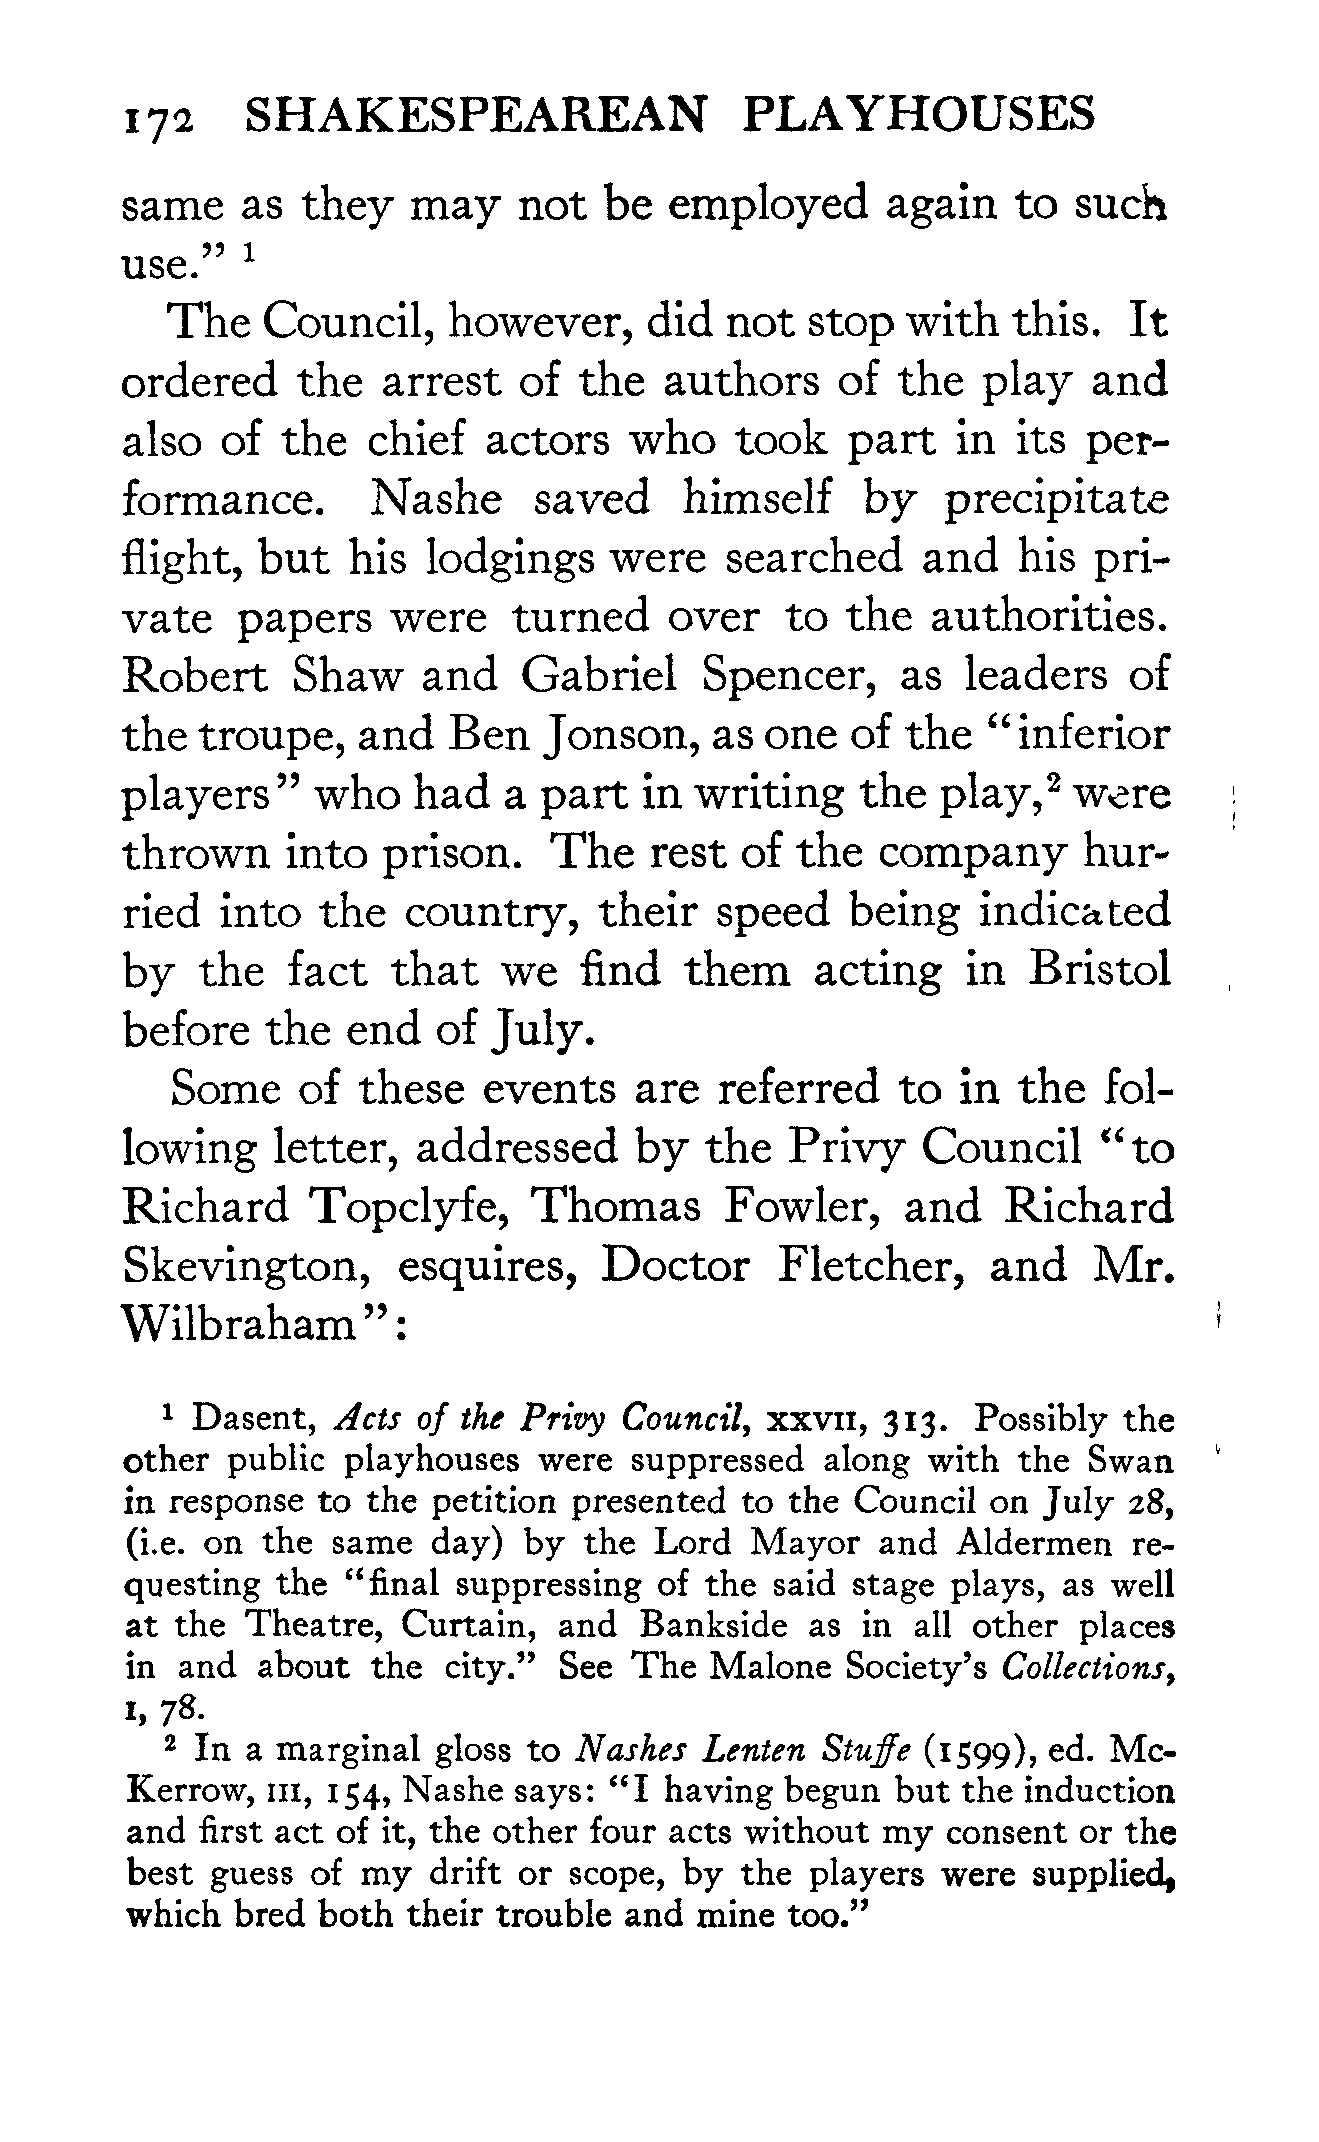 172 SHAKESPEAREAN PLAYHOUSES
same as they may not be employed again to such
use." ¹
The Council, however, did not stop with this. It
ordered the arrest of the authors of the play and
also of the chief actors who took part in its per-
formance. Nashe saved himself by precipitate
flight, but his lodgings were searched and his pri-
vate papers were turned over to the authorities.
Robert Shaw and Gabriel Spencer, as leaders of
the troupe, and Ben Jonson, as one of the "inferior
players" who had a part in writing the play,² were
thrown into prison. The rest of the company hur-
ried into the country, their speed being indicated
by the fact that we find them acting in Bristol
before the end of July.
Some of these events are referred to in the fol-
lowing letter, addressed by the Privy Council "to
Richard Topclyfe, Thomas Fowler, and Richard
Skevington, esquires, Doctor Fletcher, and Mr.
Wilbraham":
¹ Dasent, Acts of the Privy Council, XXVII, 313. Possibly the
other public playhouses were suppressed along with the Swan
in response to the petition presented to the Council on July 28,
(i.e. on the same day) by the Lord Mayor and Aldermen re-
questing the "final suppressing of the said stage plays, as well
at the Theatre, Curtain, and Bankside as in all other places
in and about the city." See The Malone Society's Collections,
I, 78.
² In a marginal gloss to Nashes Lenten Stuffe (1599), ed. Mc-
Kerrow, III, 154, Nashe says: "I having begun but the induction
and first act of it, the other four acts without my consent or the
best guess of my drift or scope, by the players were supplied,
which bred both their trouble and mine too."